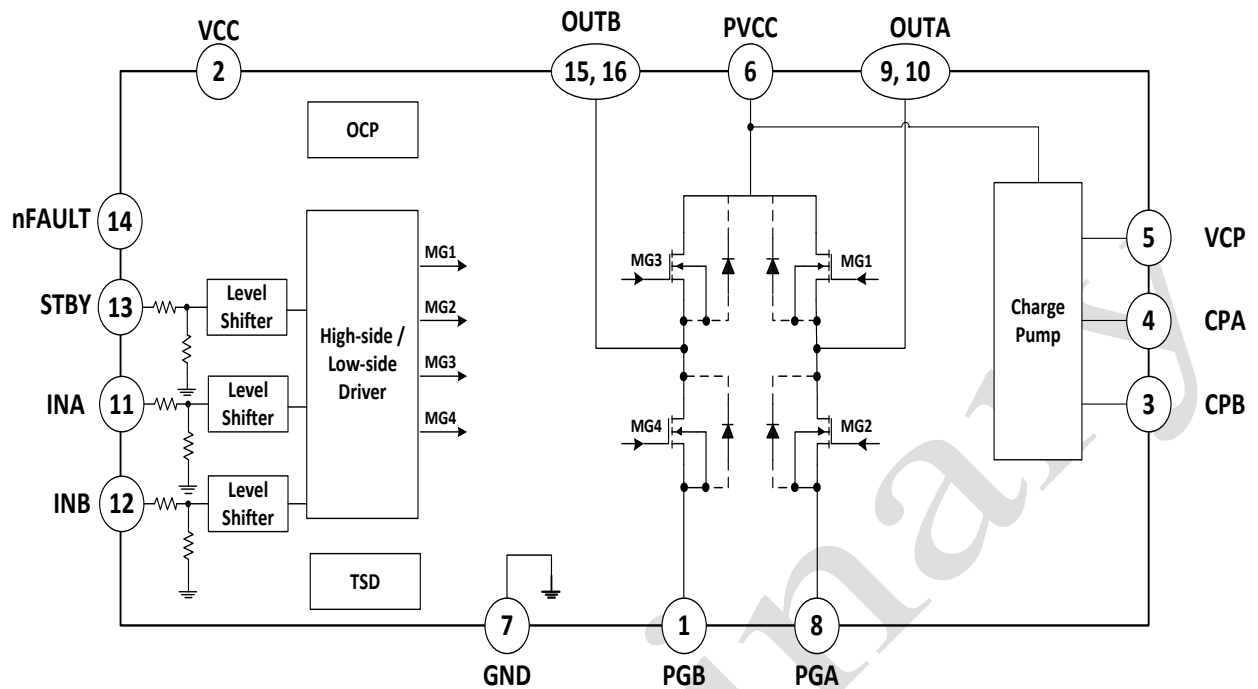 VCC
OUTB
PVCC
OUTA
2
15, 16
6
9, 10
OCP
nFAULT
14
STBY
13
Level
Shifter
INA
11
Level
Shifter
INB
12
Level
Shifter
High-side /
Low-side
Driver
MG1
MG2
MG3
MG4
MG3
MG1
MG4
MG2
Charge
Pump
5
VCP
4
CPA
3
CPB
TSD
7
GND
1
PGB
8
PGA
inary